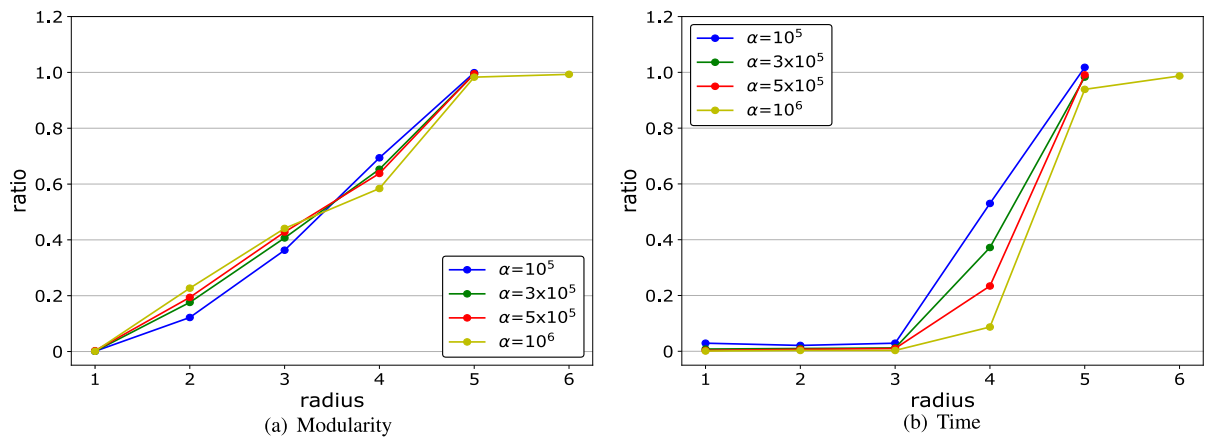 1.2
1.0
0.8
0.6
0.4
0.2
0
ratio
1 2 3 4 5 6
radius
α=10⁵
α=3x10⁵
α=5x10⁵
α=10⁶
(a) Modularity
1.2
1.0
0.8
0.6
0.4
0.2
0
ratio
α=10⁵
α=3x10⁵
α=5x10⁵
α=10⁶
1 2 3 4 5 6
radius
(b) Time